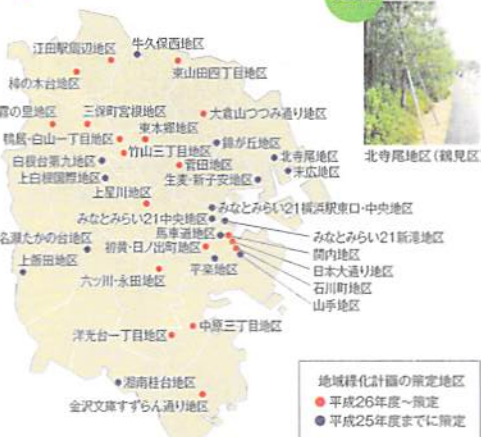 牛久保西地区
江田駅周辺地区
東山田四丁目地区
柿の木台地区
霧の里地区
三保町宮根地区
大倉山つつみ通り地区
鴨居・白山一丁目地区
東本郷地区
錦が丘地区
竹山三丁目地区
白根台第九地区
菅田地区
北寺尾地区
上白根国際地区
生麦・新子安地区
末広地区
北寺尾地区(鶴見区)
上星川地区
みなとみらい21横浜駅東口・中央地区
みなとみらい21中央地区
みなとみらい21新港地区
馬車道地区
名瀬たかの台地区
初黄・日ノ出町地区
関内地区
上飯田地区
日本大通り地区
平楽地区
石川町地区
六ツ川・永田地区
山手地区
中原三丁目地区
洋光台一丁目地区
湘南桂台地区
金沢文庫すずらん通り地区
地域緑化計画の策定地区
平成26年度~策定
平成25年度までに策定